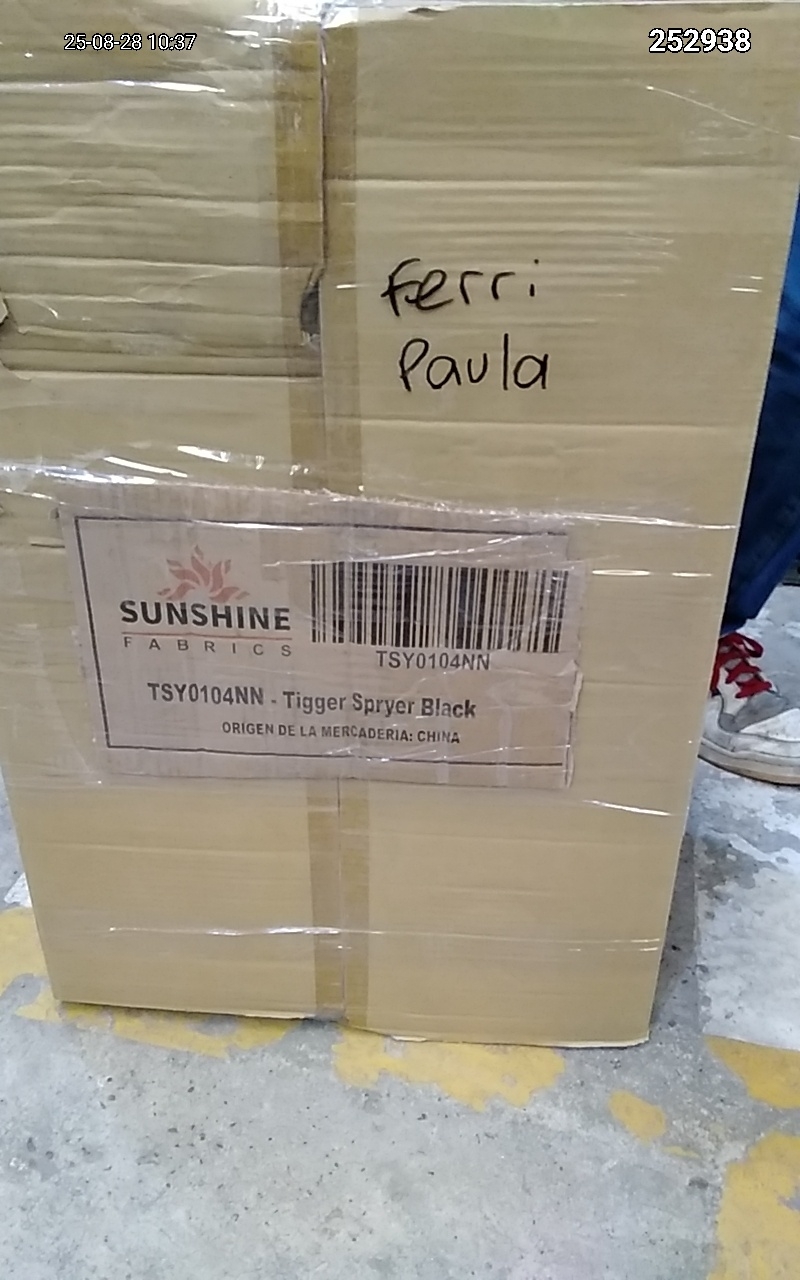 25-08-28 10:37
252938
Ferri
Paula
SUNSHINE
FABRICS
TSY0104NN
TSY0104NN - Tigger Spryer Black
ORIGEN DE LA MERCADERIA: CHINA